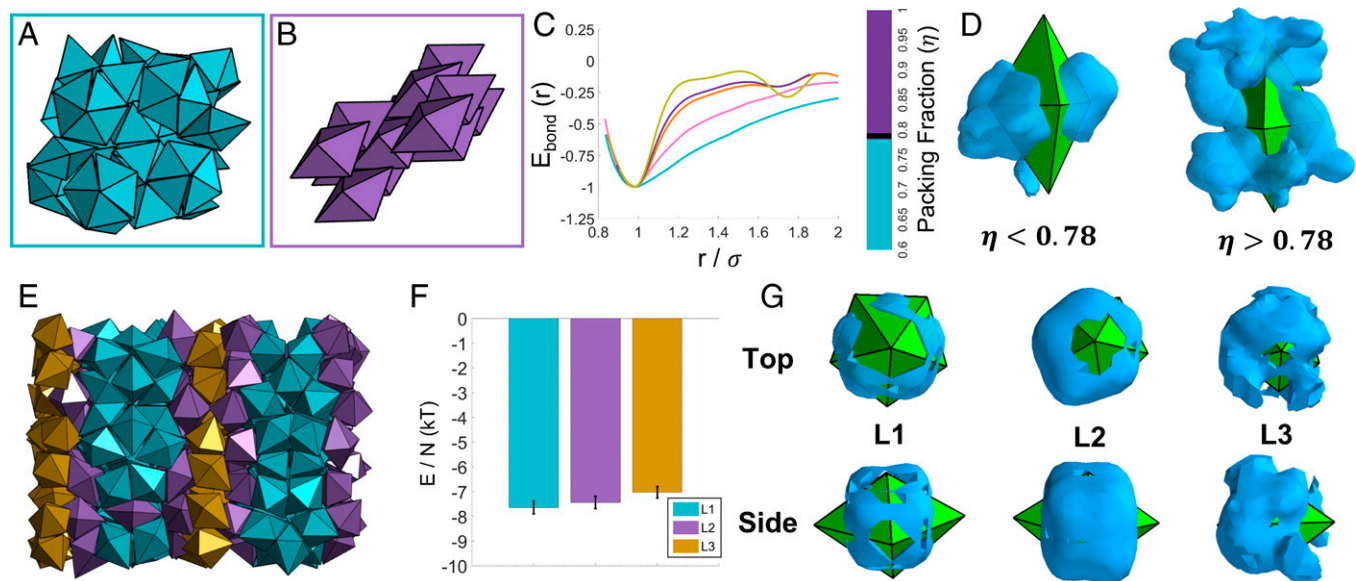 A
B
C
D
E_bond (r)
0.25
0
-0.25
-0.5
-0.75
-1
-1.25
0.8
1
1.2
1.4
1.6
1.8
2
r / σ
1
0.95
0.9
0.85
0.8
0.75
0.7
0.65
0.6
Packing Fraction (η)
η < 0.78
η > 0.78
E
F
G
E / N (kT)
0
-1
-2
-3
-4
-5
-6
-7
-8
-9
-10
L1
L2
L3
Top
L1
L2
L3
Side